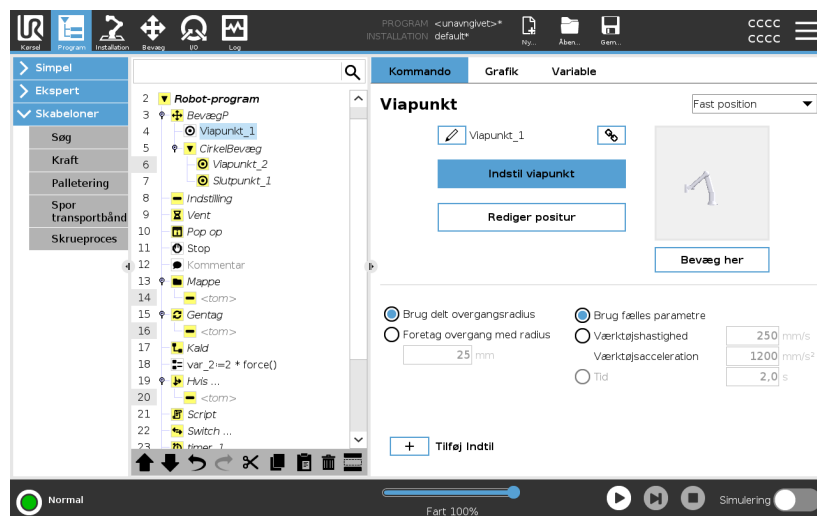 PROGRAM <unavngivet>*
INSTALLATION default*
Kørsel
Program
Installation
Bevæg
I/O
Log
Ny...
Åben...
Gem...
cccc
cccc
Simpel
Ekspert
Skabeloner
Søg
Kraft
Palletering
Spor
transportbånd
Skrueproces
2 Robot-program
3 BevægP
4 Viapunkt_1
5 CirkelBevæg
6 Viapunkt_2
7 Slutpunkt_1
8 Indstilling
9 Vent
10 Pop op
11 Stop
12 Kommentar
13 Mappe
14 <tom>
15 Gentag
16 <tom>
17 Kald
18 var_2≔2 * force()
19 Hvis ...
20 <tom>
21 Script
22 Switch ...
23 timer_1
Kommando
Grafik
Variable
Viapunkt
Fast position
Viapunkt_1
Indstil viapunkt
Rediger positur
Bevæg her
Brug delt overgangsradius
Foretag overgang med radius
25 mm
Brug fælles parametre
Værktøjshastighed 250 mm/s
Værktøjsacceleration 1200 mm/s²
Tid 2,0 s
+ Tilføj Indtil
Normal
Fart 100%
Simulering